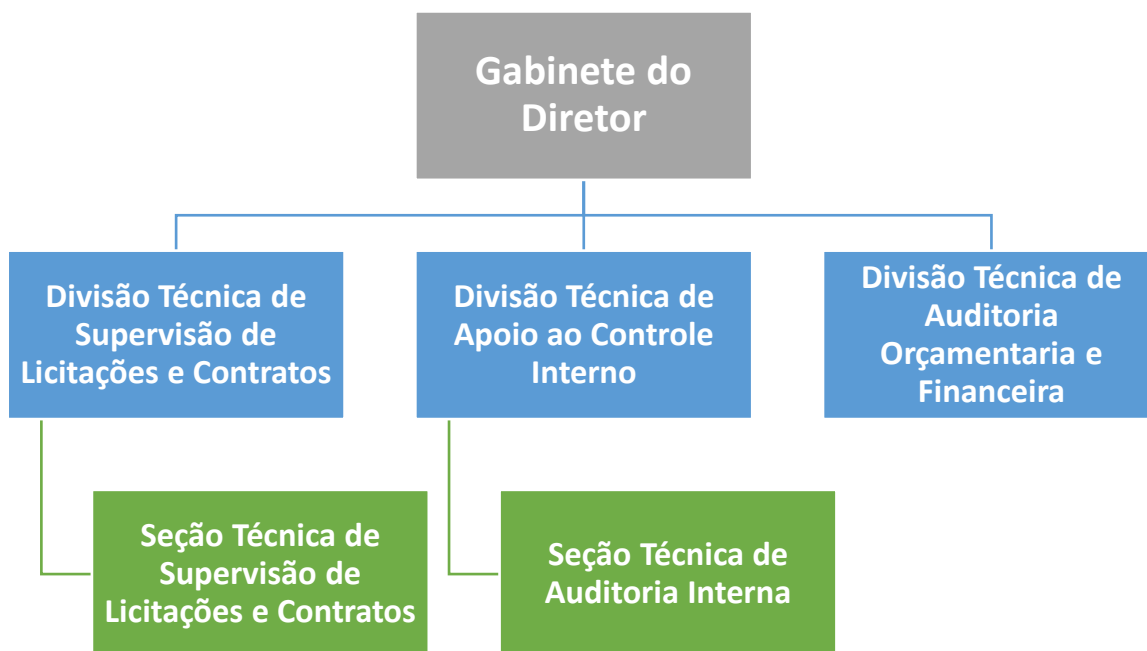 Gabinete do
Diretor
Divisão Técnica de
Supervisão de
Licitações e Contratos
Divisão Técnica de
Apoio ao Controle
Interno
Divisão Técnica de
Auditoria
Orçamentaria e
Financeira
Seção Técnica de
Supervisão de
Licitações e Contratos
Seção Técnica de
Auditoria Interna